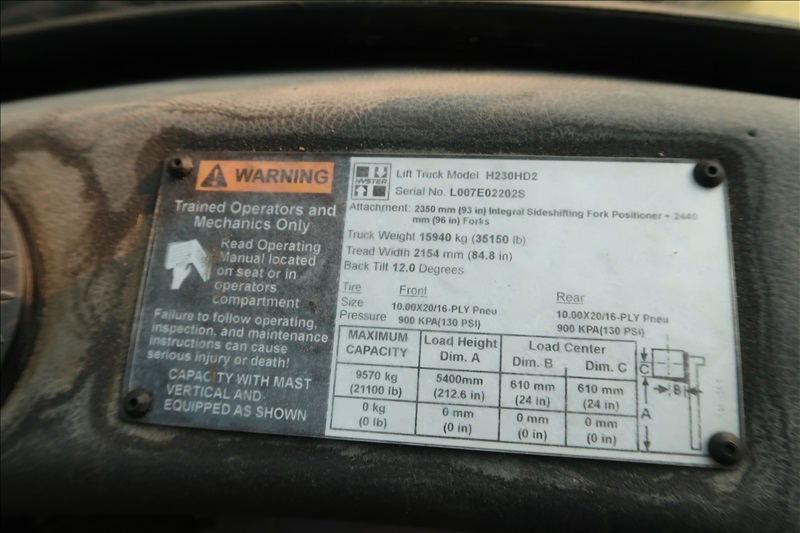 WARNING
Trained Operators and
Mechanics Only
Read Operating
Manual located
on seat or in
operators
compartment
Failure to follow operating,
inspection, and maintenance
instructions can cause
serious injury or death!
CAPACITY WITH MAST
VERTICAL AND
EQUIPPED AS SHOWN
HYSTER
Lift Truck Model H230HD2
Serial No. L007E02202S
Attachment: 2350 mm (93 in) Integral Sideshifting Fork Positioner + 2440
mm (96 in) Forks
Truck Weight 15940 kg (35150 lb)
Tread Width 2154 mm (84.8 in)
Back Tilt 12.0 Degrees
Tire Front Rear
Size 10.00X20/16-PLY Pneu 10.00X20/16-PLY Pneu
Pressure 900 KPA(130 PSI) 900 KPA(130 PSI)
MAXIMUM Load Height Load Center
CAPACITY Dim. A Dim. B Dim. C
9570 kg 5400mm 610 mm 610 mm
(21100 lb) (212.6 in) (24 in) (24 in)
0 kg 0 mm 0 mm 0 mm
(0 lb) (0 in) (0 in) (0 in)
C
B
A